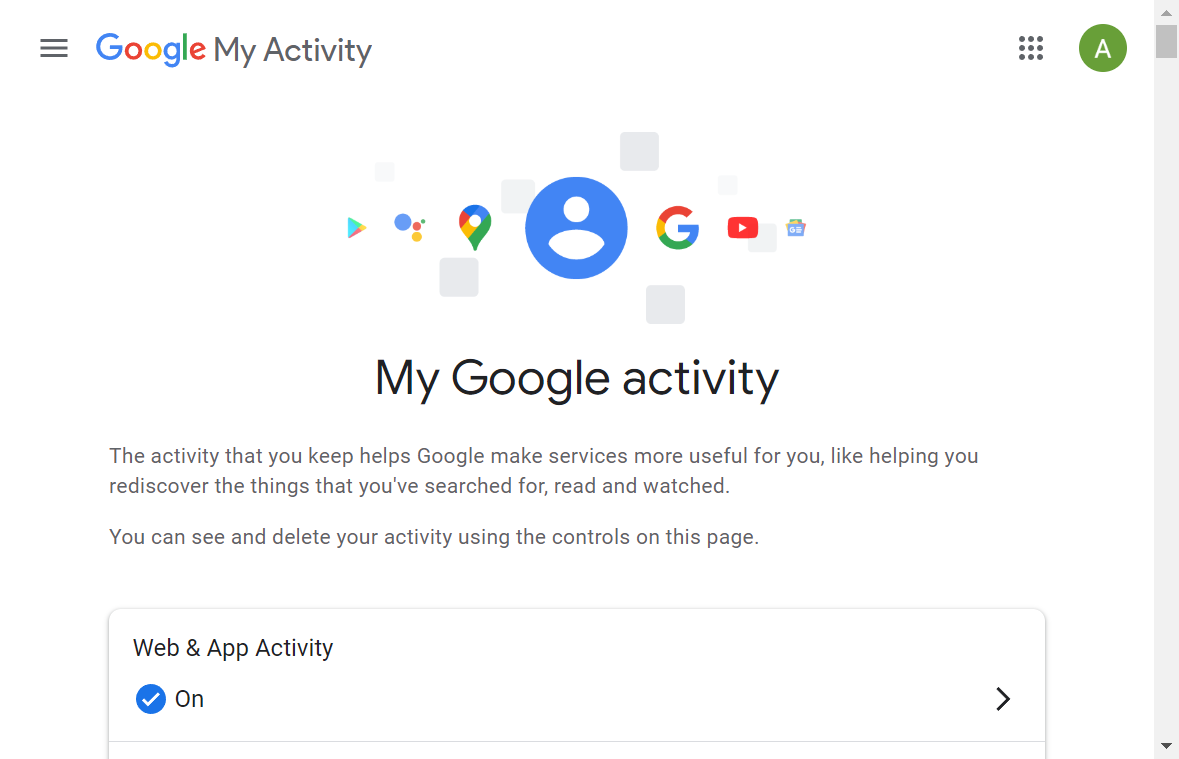 Google My Activity
A
My Google activity
The activity that you keep helps Google make services more useful for you, like helping you
rediscover the things that you've searched for, read and watched.
You can see and delete your activity using the controls on this page.
Web & App Activity
On